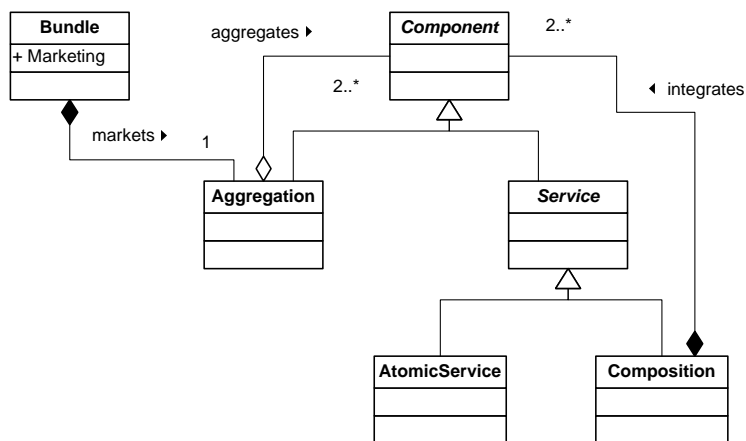 Bundle
+ Marketing
aggregates
Component
2..*
2..*
integrates
markets
1
Aggregation
Service
AtomicService
Composition